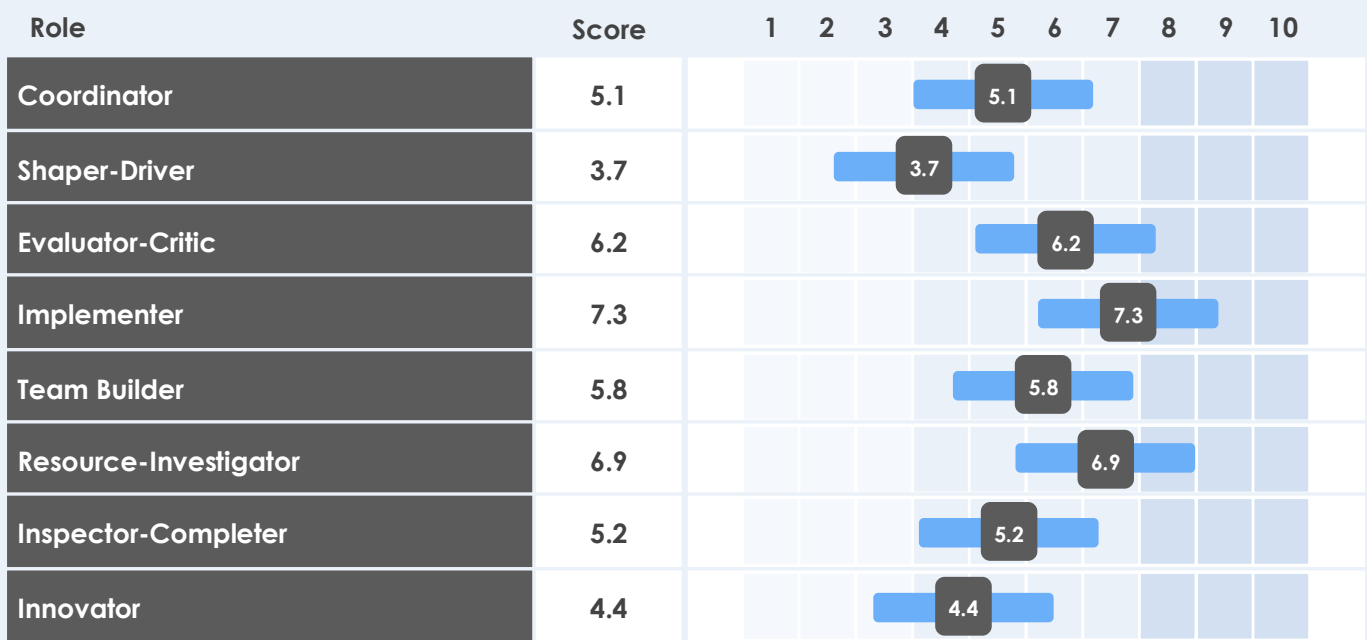 Role Score 1 2 3 4 5 6 7 8 9 10
Coordinator 5.1 5.1
Shaper-Driver 3.7 3.7
Evaluator-Critic 6.2 6.2
Implementer 7.3 7.3
Team Builder 5.8 5.8
Resource-Investigator 6.9 6.9
Inspector-Completer 5.2 5.2
Innovator 4.4 4.4